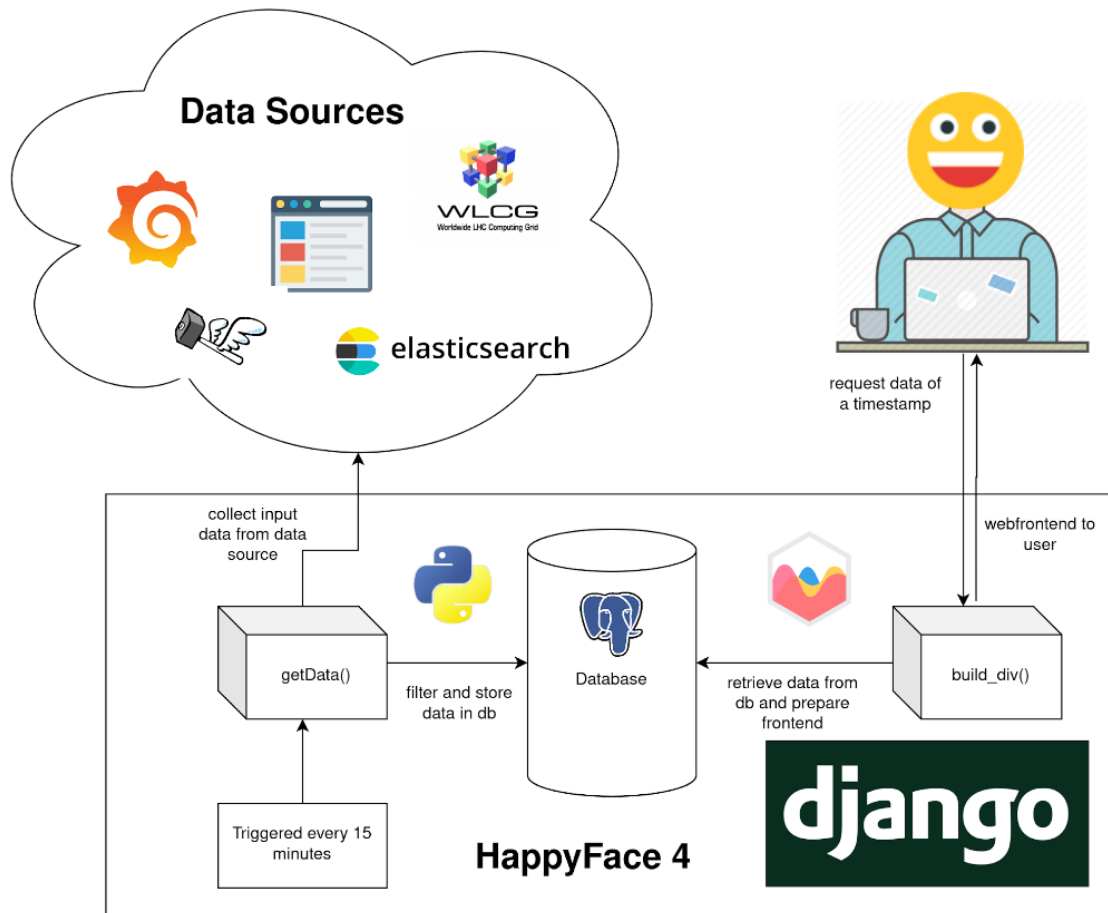 Data Sources
WLCG
Worldwide LHC Computing Grid
elasticsearch
request data of
a timestamp
collect input
data from data
source
webfrontend to
user
getData()
Database
build_div()
filter and store
data in db
retrieve data from
db and prepare
frontend
Triggered every 15
minutes
HappyFace 4
django